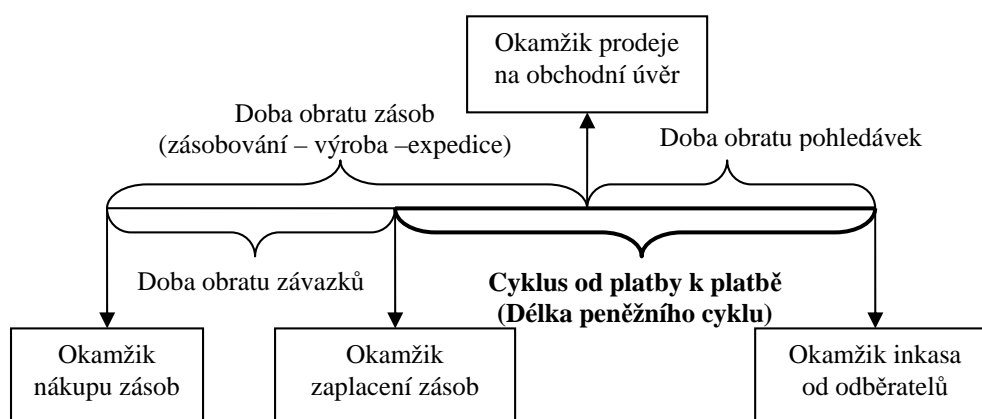 Okamžik prodeje
na obchodní úvěr
Doba obratu zásob
(zásobování – výroba –expedice)
Doba obratu pohledávek
Doba obratu závazků
Cyklus od platby k platbě
(Délka peněžního cyklu)
Okamžik
nákupu zásob
Okamžik
zaplacení zásob
Okamžik inkasa
od odběratelů